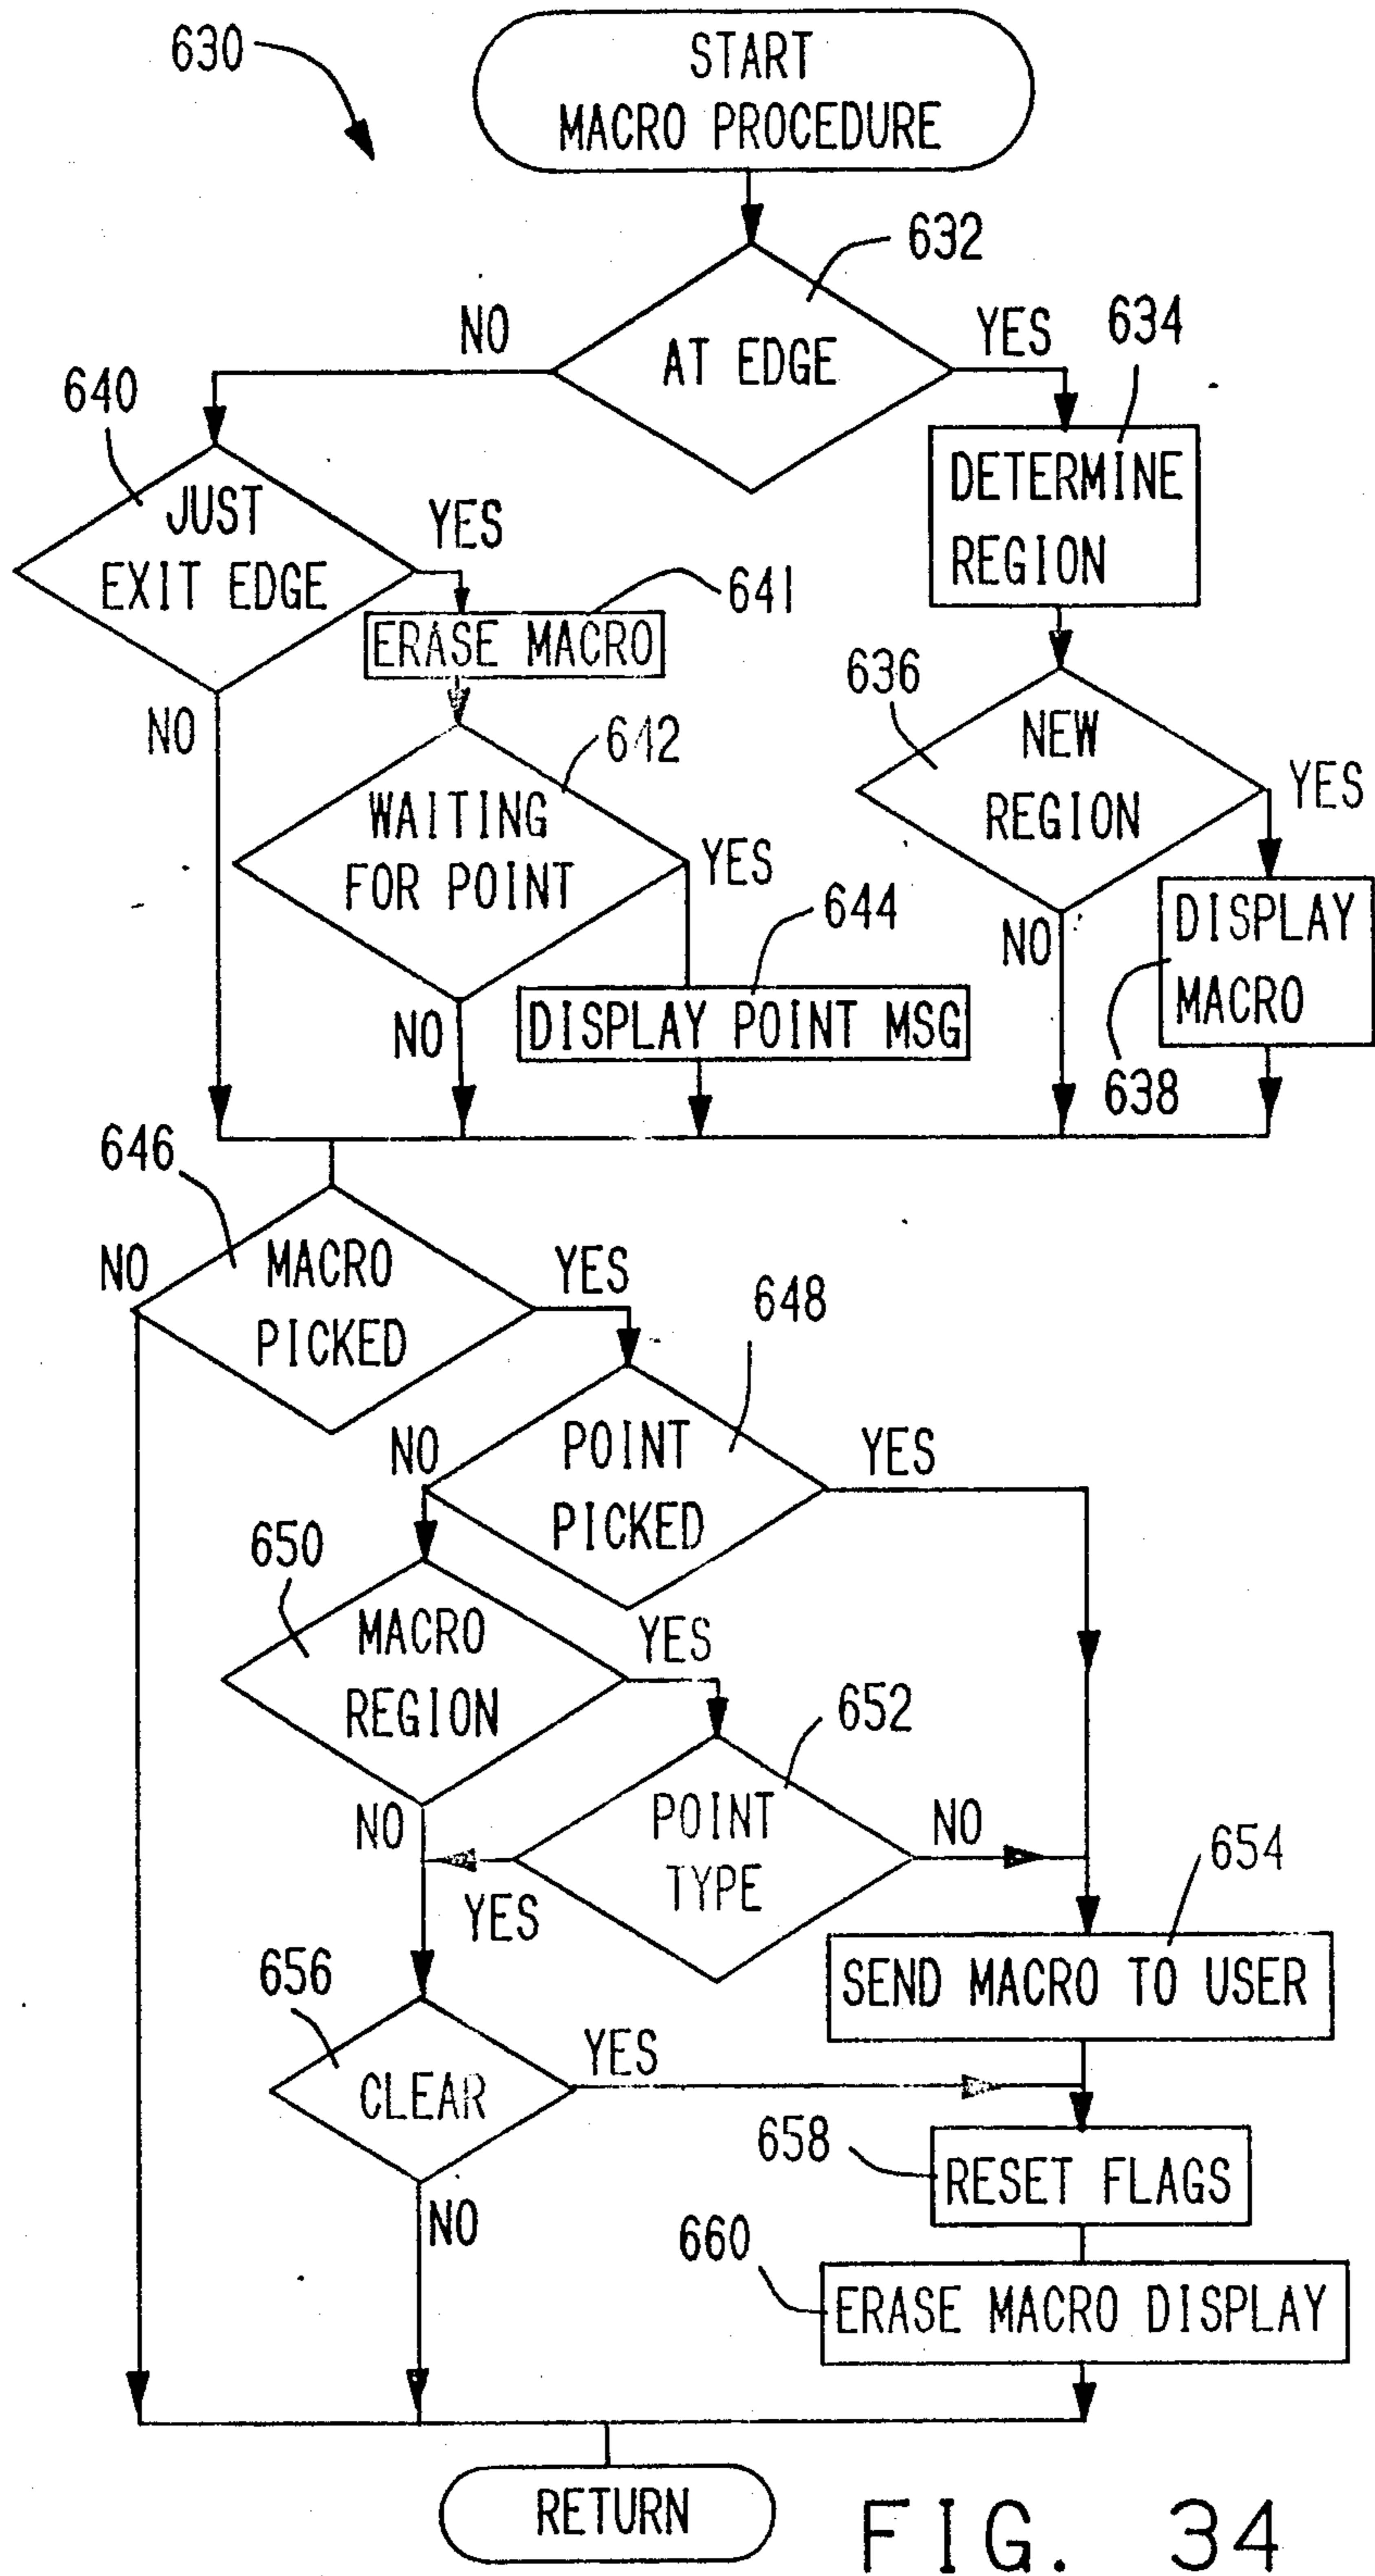 630
START
MACRO PROCEDURE
632
NO
AT EDGE
YES
634
640
JUST
EXIT EDGE
YES
DETERMINE
REGION
641
ERASE MACRO
636
NEW
REGION
NO
642
WAITING
FOR POINT
YES
YES
644
DISPLAY
MACRO
NO
NO
DISPLAY POINT MSG
638
646
NO
MACRO
PICKED
YES
648
NO
POINT
PICKED
YES
650
MACRO
REGION
YES
652
NO
POINT
TYPE
NO
YES
654
SEND MACRO TO USER
656
CLEAR
YES
658
RESET FLAGS
NO
660
ERASE MACRO DISPLAY
RETURN
FIG. 34